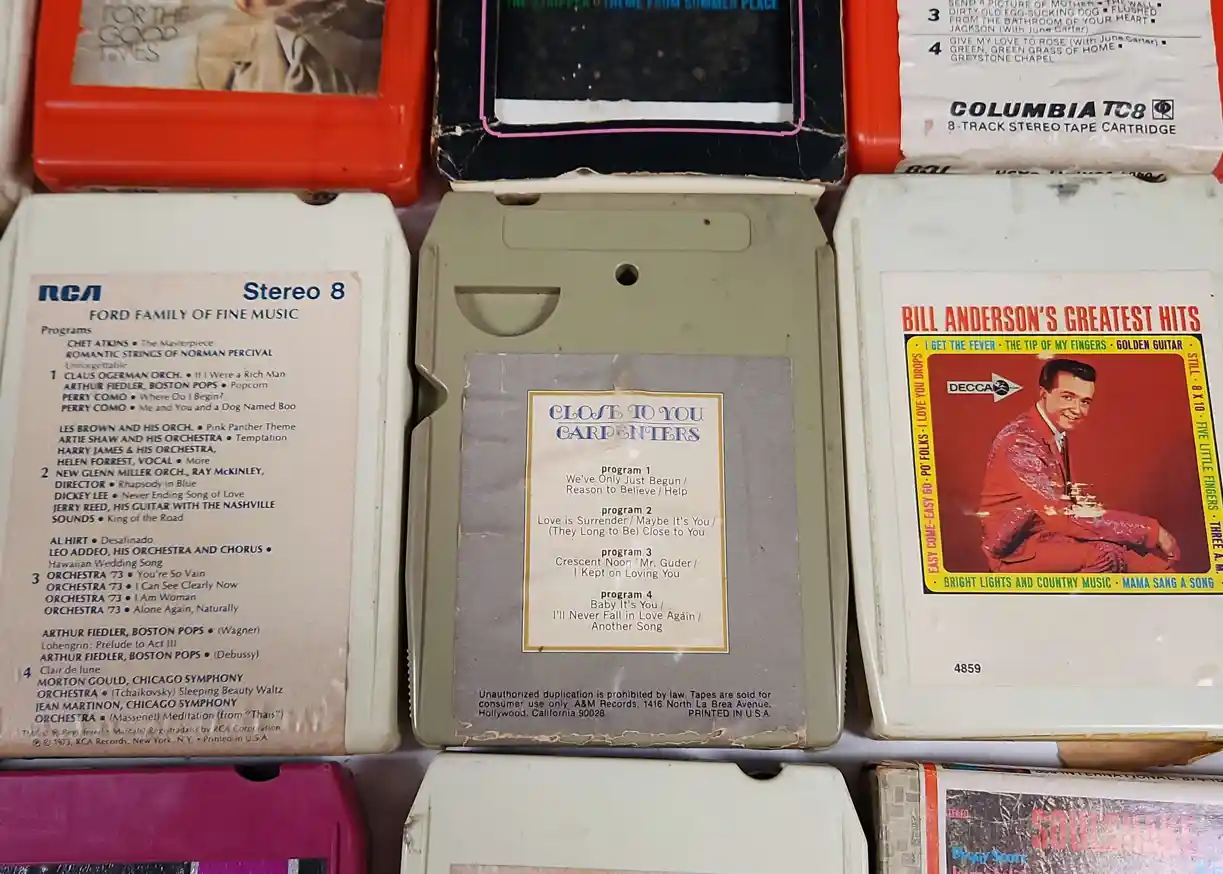 FOR THE
GOOD
TIMES
THE STRIPPER • THEME FROM SUMMER PLACE
SEND A PICTURE OF MOTHER • THE WALL •
3 DIRTY OLD EGG-SUCKING DOG • FLUSHED
FROM THE BATHROOM OF YOUR HEART •
JACKSON (With June Carter)
4 GIVE MY LOVE TO ROSE (With June Carter) •
GREEN, GREEN GRASS OF HOME •
GREYSTONE CHAPEL
COLUMBIA TC8
8-TRACK STEREO TAPE CARTRIDGE
RCA Stereo 8
FORD FAMILY OF FINE MUSIC
Programs
CHET ATKINS • The Masterpiece
ROMANTIC STRINGS OF NORMAN PERCIVAL
Unforgettable
1 CLAUS OGERMAN ORCH. • If I Were a Rich Man
ARTHUR FIEDLER, BOSTON POPS • Popcorn
PERRY COMO • Where Do I Begin?
PERRY COMO • Me and You and a Dog Named Boo
LES BROWN AND HIS ORCH. • Pink Panther Theme
ARTIE SHAW AND HIS ORCHESTRA • Temptation
HARRY JAMES & HIS ORCHESTRA,
HELEN FORREST, VOCAL • More
2 NEW GLENN MILLER ORCH., RAY McKINLEY,
DIRECTOR • Rhapsody in Blue
DICKEY LEE • Never Ending Song of Love
JERRY REED, HIS GUITAR WITH THE NASHVILLE
SOUNDS • King of the Road
AL HIRT • Desafinado
LEO ADDEO, HIS ORCHESTRA AND CHORUS •
Hawaiian Wedding Song
3 ORCHESTRA '73 • You're So Vain
ORCHESTRA '73 • I Can See Clearly Now
ORCHESTRA '73 • I Am Woman
ORCHESTRA '73 • Alone Again, Naturally
ARTHUR FIEDLER, BOSTON POPS • (Wagner)
Lohengrin: Prelude to Act III
ARTHUR FIEDLER, BOSTON POPS • (Debussy)
4 Clair de lune
MORTON GOULD, CHICAGO SYMPHONY
ORCHESTRA • (Tchaikovsky) Sleeping Beauty Waltz
JEAN MARTINON, CHICAGO SYMPHONY
ORCHESTRA • (Massenet) Meditation (from "Thaïs")
by RCA Corporation
© ℗ 1973, RCA Records, New York, N.Y. • Printed in U.S.A.
CLOSE TO YOU
CARPENTERS
program 1
We've Only Just Begun /
Reason to Believe / Help
program 2
Love is Surrender / Maybe It's You /
(They Long to Be) Close to You
program 3
Crescent Noon / Mr. Guder /
I Kept on Loving You
program 4
Baby It's You /
I'll Never Fall in Love Again /
Another Song
Unauthorized duplication is prohibited by law. Tapes are sold for
consumer use only. A&M Records, 1416 North La Brea Avenue,
Hollywood, California 90028 PRINTED IN U.S.A.
BILL ANDERSON'S GREATEST HITS
I GET THE FEVER · THE TIP OF MY FINGERS · GOLDEN GUITAR ·
STILL · 8 X 10 · FIVE LITTLE FINGERS · THREE A.M.
EASY COME-EASY GO · PO' FOLKS · I LOVE YOU DROPS
DECCA
· BRIGHT LIGHTS AND COUNTRY MUSIC · MAMA SANG A SONG
4859
INTERNATIONAL
STEREO
SOULSHAKE